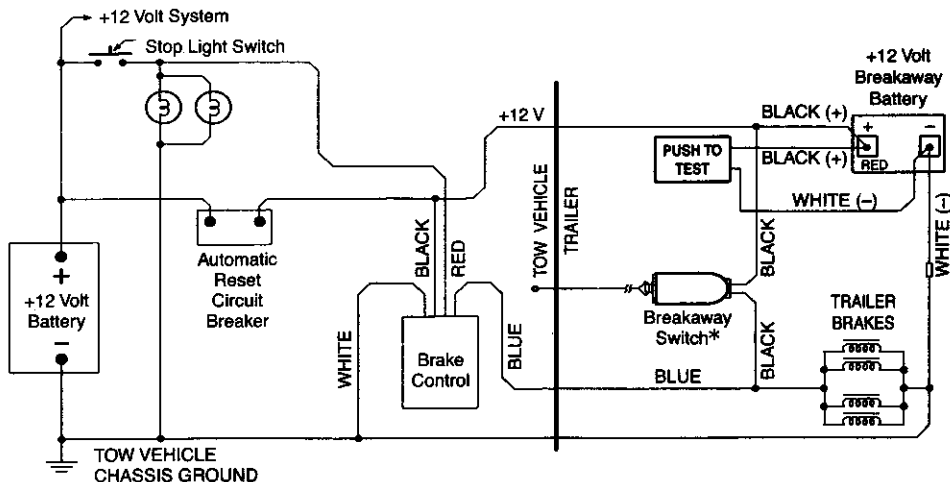 +12 Volt System
Stop Light Switch
+12 Volt
Breakaway
Battery
+12 V
BLACK (+)
+
−
RED
PUSH TO
TEST
BLACK (+)
WHITE (−)
WHITE (−)
TOW VEHICLE
TRAILER
BLACK
BLACK
RED
Automatic
Reset
Circuit
Breaker
+
+12 Volt
Battery
−
Breakaway
Switch*
TRAILER
BRAKES
WHITE
Brake
Control
BLUE
BLUE
BLACK
TOW VEHICLE
CHASSIS GROUND